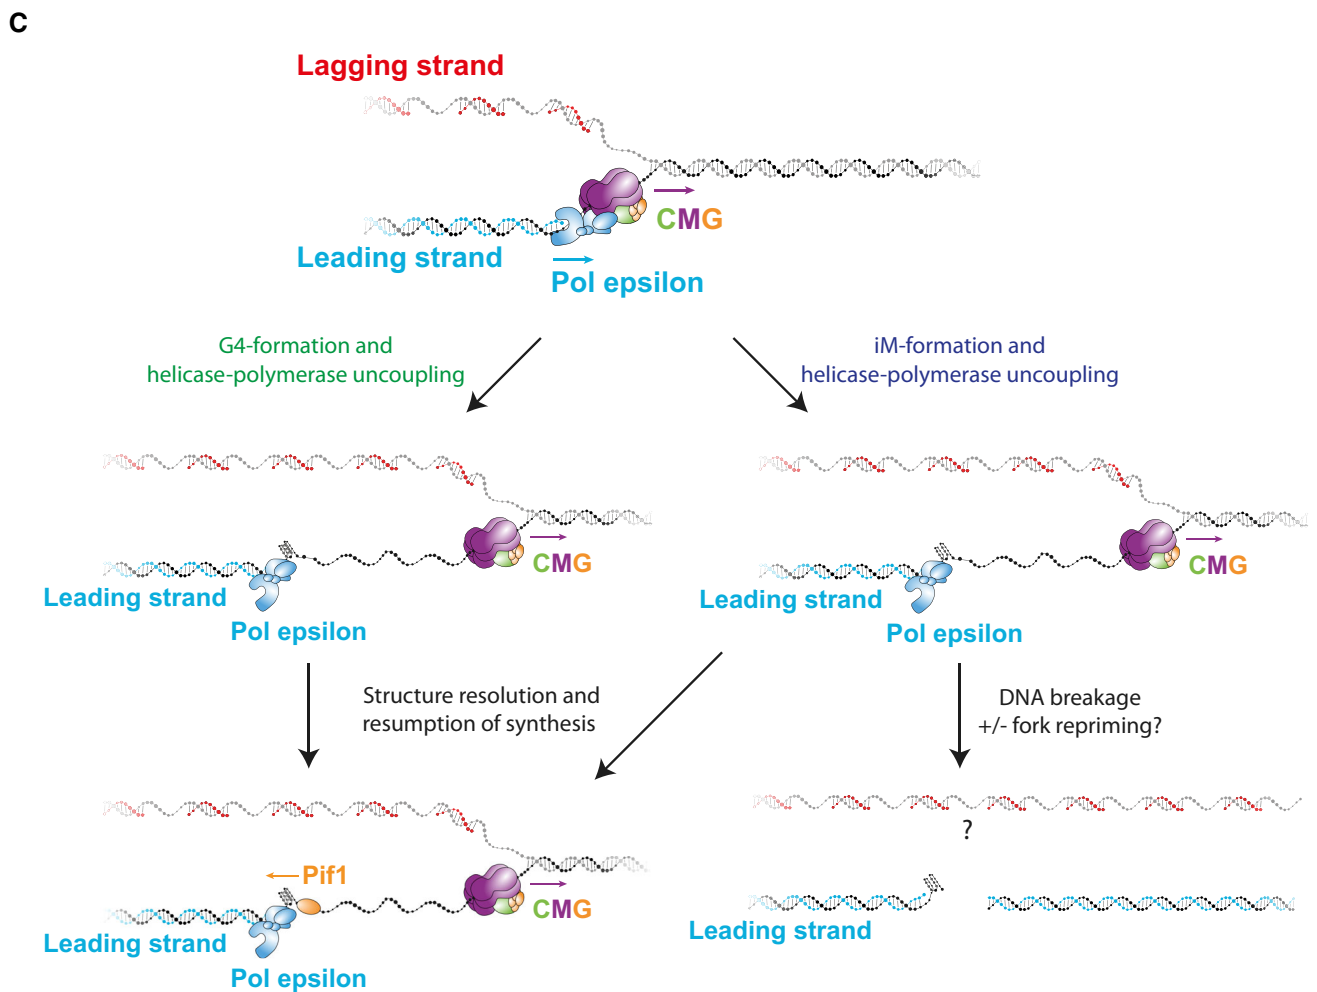 C
Lagging strand
CMG
Leading strand
Pol epsilon
G4-formation and
helicase-polymerase uncoupling
iM-formation and
helicase-polymerase uncoupling
CMG
Leading strand
Pol epsilon
CMG
Leading strand
Pol epsilon
Structure resolution and
resumption of synthesis
DNA breakage
+/- fork repriming?
Pif1
CMG
Leading strand
Pol epsilon
?
Leading strand